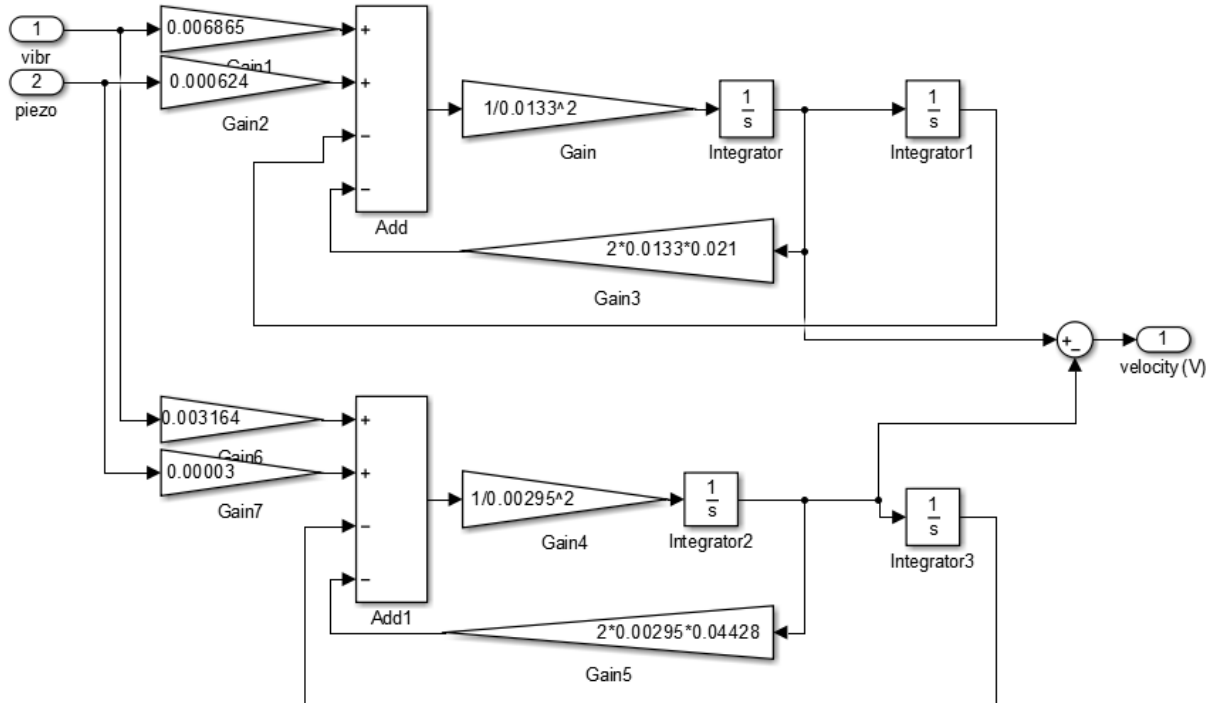 1
vibr
2
piezo
0.006865
Gain1
0.000624
Gain2
+
+
−
−
Add
1/0.0133^2
Gain
1
s
Integrator
1
s
Integrator1
2*0.0133*0.021
Gain3
+
−
1
velocity (V)
0.003164
Gain6
0.00003
Gain7
+
+
−
−
Add1
1/0.00295^2
Gain4
1
s
Integrator2
1
s
Integrator3
2*0.00295*0.04428
Gain5